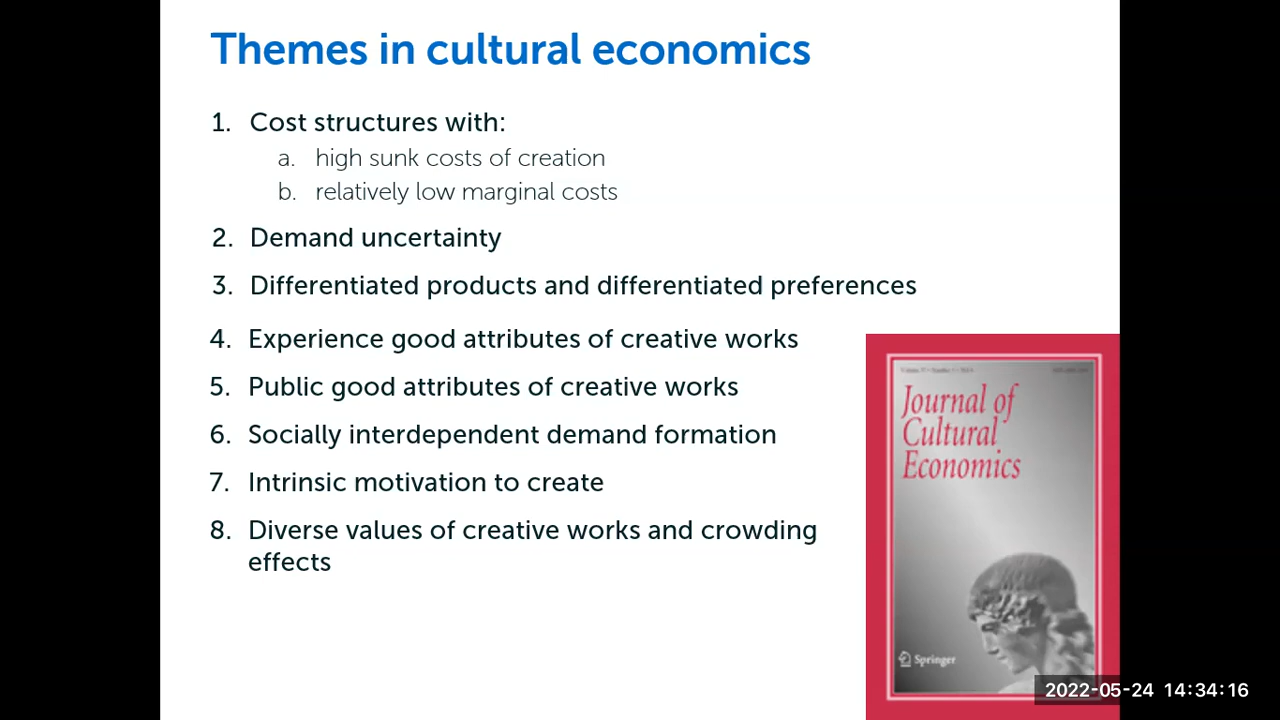 Themes in cultural economics
1. Cost structures with:
a. high sunk costs of creation
b. relatively low marginal costs
2. Demand uncertainty
3. Differentiated products and differentiated preferences
4. Experience good attributes of creative works
5. Public good attributes of creative works
6. Socially interdependent demand formation
7. Intrinsic motivation to create
8. Diverse values of creative works and crowding
effects
Journal of
Cultural
Economics
Springer
2022-05-24 14:34:16